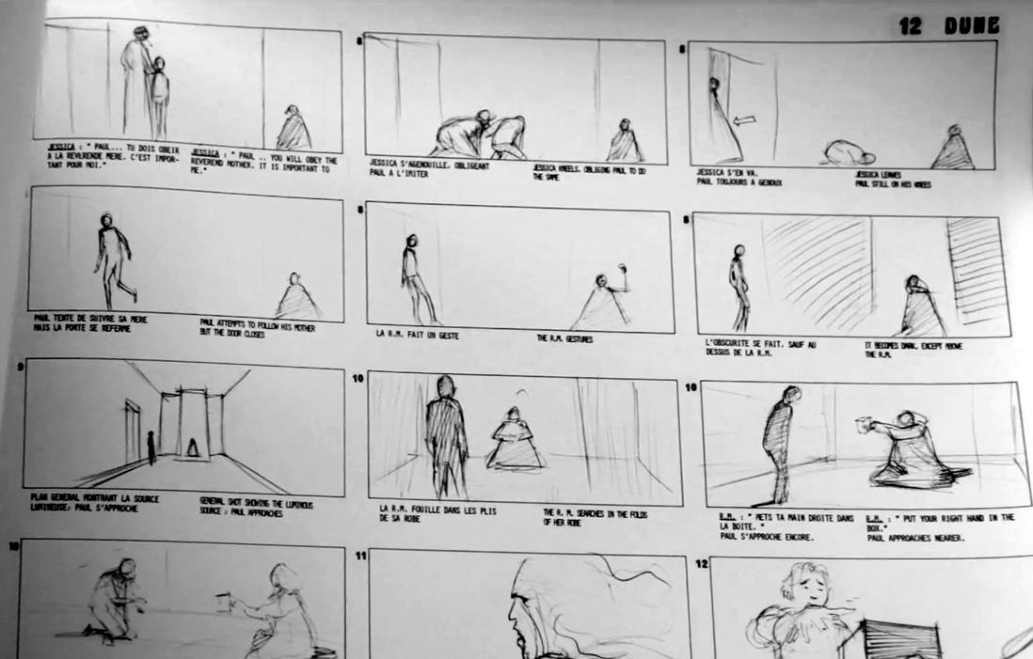 12 DUNE
8
8
JESSICA : " PAUL... TU DOIS OBEIR
A LA REVERENDE MERE. C'EST IMPOR-
TANT POUR MOI."
JESSICA : " PAUL .. YOU WILL OBEY THE
REVEREND MOTHER. IT IS IMPORTANT TO
ME."
JESSICA S'AGENOUILLE, OBLIGEANT
PAUL A L'IMITER
JESSICA KNEELS, OBLIGING PAUL TO DO
THE SAME
JESSICA S'EN VA.
PAUL TOUJOURS A GENOUX
JESSICA LEAVES
PAUL STILL ON HIS KNEES
8
8
PAUL TENTE DE SUIVRE SA MERE
MAIS LA PORTE SE REFERME
PAUL ATTEMPTS TO FOLLOW HIS MOTHER
BUT THE DOOR CLOSES
LA R.M. FAIT UN GESTE
THE R.M. GESTURES
L'OBSCURITE SE FAIT, SAUF AU
DESSUS DE LA R.M.
IT BECOMES DARK, EXCEPT ABOVE
THE R.M.
9
10
10
PLAN GENERAL MONTRANT LA SOURCE
LUMINEUSE; PAUL S'APPROCHE
GENERAL SHOT SHOWING THE LUMINOUS
SOURCE ; PAUL APPROACHES
LA R.M. FOUILLE DANS LES PLIS
DE SA ROBE
THE R. M. SEARCHES IN THE FOLDS
OF HER ROBE
R.M. : " METS TA MAIN DROITE DANS
LA BOITE. "
PAUL S'APPROCHE ENCORE.
R.M. : " PUT YOUR RIGHT HAND IN THE
BOX."
PAUL APPROACHES NEARER.
10
11
12